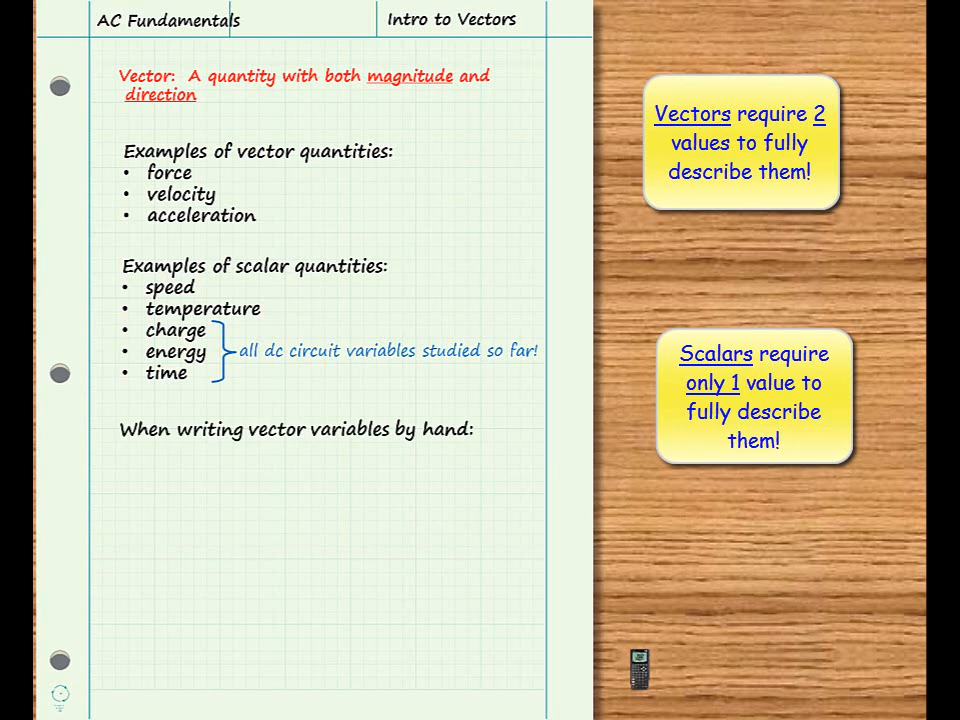 AC Fundamentals
Intro to Vectors
Vector: A quantity with both magnitude and
direction
Examples of vector quantities:
• force
• velocity
• acceleration
Examples of scalar quantities:
• speed
• temperature
• charge
• energy
• time
all dc circuit variables studied so far!
When writing vector variables by hand:
Vectors require 2
values to fully
describe them!
Scalars require
only 1 value to
fully describe
them!